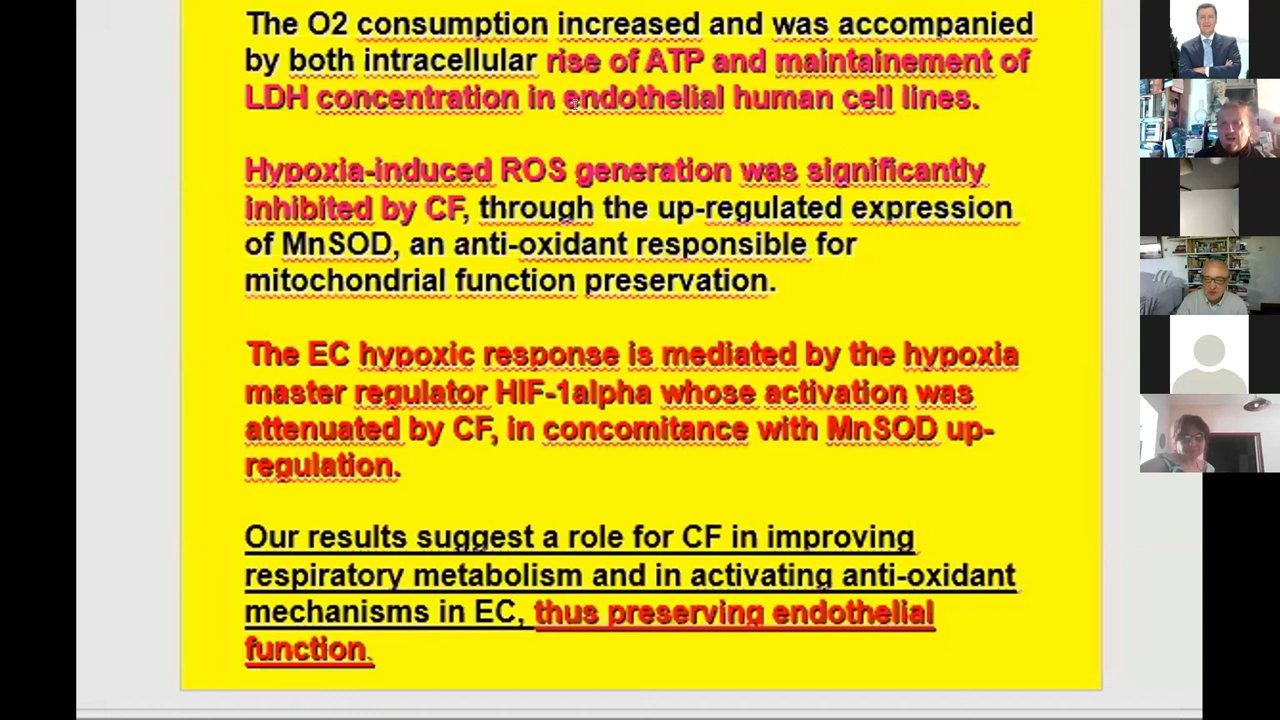 The O2 consumption increased and was accompanied
by both intracellular rise of ATP and maintainement of
LDH concentration in endothelial human cell lines.
Hypoxia-induced ROS generation was significantly
inhibited by CF, through the up-regulated expression
of MnSOD, an anti-oxidant responsible for
mitochondrial function preservation.
The EC hypoxic response is mediated by the hypoxia
master regulator HIF-1alpha whose activation was
attenuated by CF, in concomitance with MnSOD up-
regulation.
Our results suggest a role for CF in improving
respiratory metabolism and in activating anti-oxidant
mechanisms in EC, thus preserving endothelial
function.